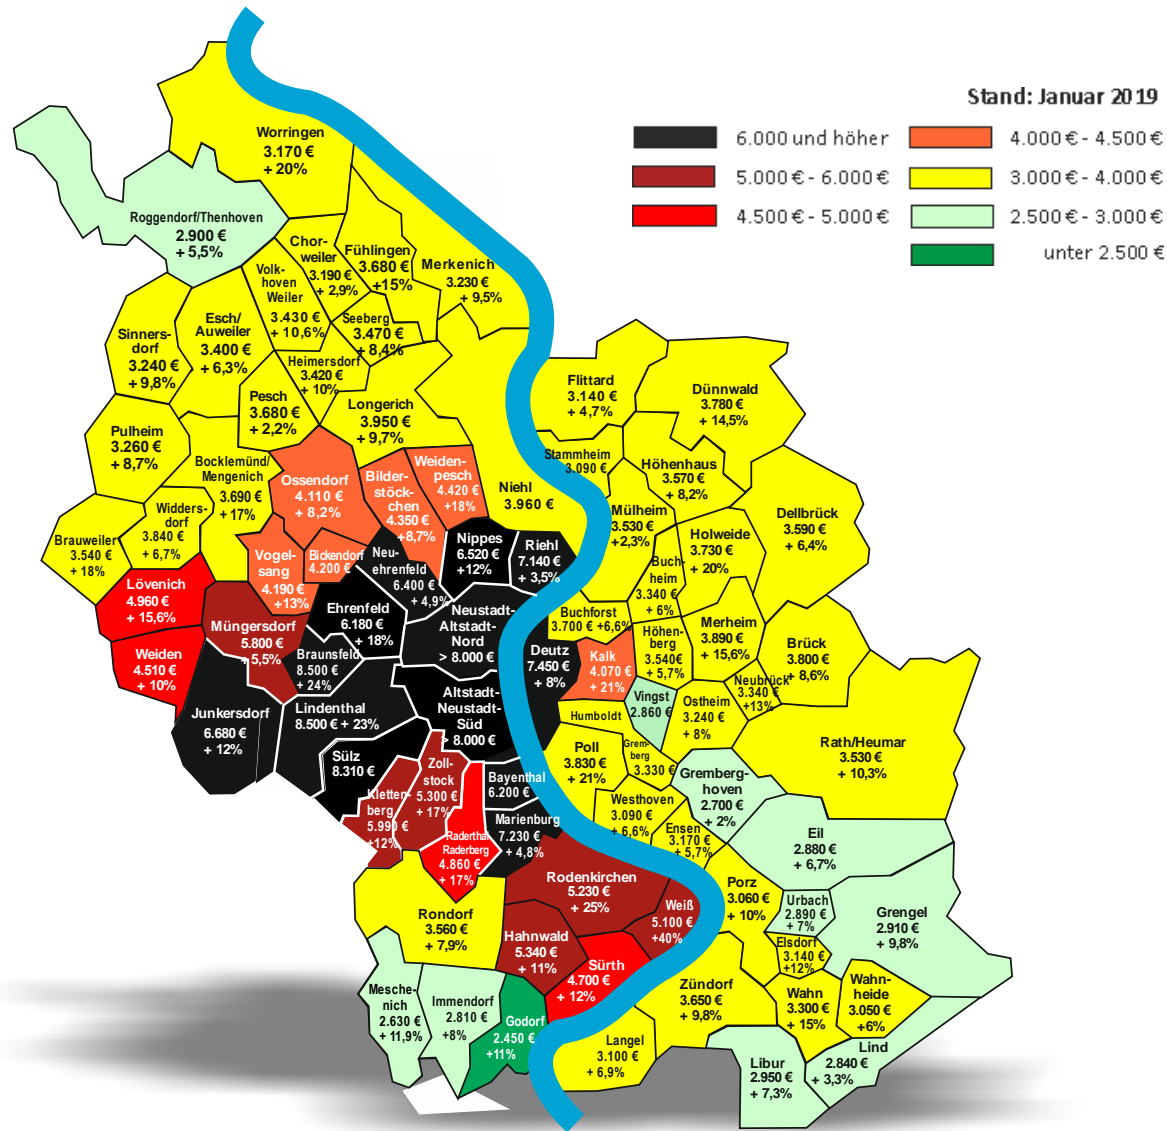 Stand: Januar 2019
6.000 und höher
5.000 € - 6.000 €
4.500 € - 5.000 €
4.000 € - 4.500 €
3.000 € - 4.000 €
2.500 € - 3.000 €
unter 2.500 €
Worringen
3.170 €
+ 20%
Roggendorf/Thenhoven
2.900 €
+ 5,5%
Chor-
weiler
3.190 €
+ 2,9%
Fühlingen
3.680 €
+15%
Merkenich
3.230 €
+ 9,5%
Volk-
hoven
Weiler
3.430 €
+ 10,6%
Seeberg
3.470 €
+ 8,4%
Esch/
Auweiler
3.400 €
+ 6,3%
Sinners-
dorf
3.240 €
+ 9,8%
Heimersdorf
3.420 €
+ 10%
Pesch
3.680 €
+ 2,2%
Longerich
3.950 €
+ 9,7%
Pulheim
3.260 €
+ 8,7%
Bocklemünd/
Mengenich
3.690 €
+ 17%
Ossendorf
4.110 €
+ 8,2%
Bilder-
stöck-
chen
4.350 €
+8,7%
Weiden-
pesch
4.420 €
+18%
Niehl
3.960 €
Widders-
dorf
3.840 €
+ 6,7%
Brauweiler
3.540 €
+ 18%
Vogel-
sang
4.190 €
+13%
Bickendorf
4.200 €
Neu-
ehrenfeld
6.400 €
+ 4,9%
Nippes
6.520 €
+12%
Riehl
7.140 €
+ 3,5%
Lövenich
4.960 €
+ 15,6%
Müngersdorf
5.800 €
+ 5,5%
Ehrenfeld
6.180 €
+ 18%
Neustadt-
Altstadt-
Nord
> 8.000 €
Weiden
4.510 €
+ 10%
Braunsfeld
8.500 €
+ 24%
Junkersdorf
6.680 €
+ 12%
Lindenthal
8.500 € + 23%
Altstadt-
Neustadt-
Süd
> 8.000 €
Sülz
8.310 €
Kletten-
berg
5.990 €
+12%
Zoll-
stock
5.300 €
+ 17%
Bayenthal
6.200 €
Raderthal
Raderberg
4.860 €
+ 17%
Marienburg
7.230 €
+ 4,8%
Rodenkirchen
5.230 €
+ 25%
Weiß
5.100 €
+40%
Rondorf
3.560 €
+ 7,9%
Hahnwald
5.340 €
+ 11%
Sürth
4.700 €
+ 12%
Mesche-
nich
2.630 €
+ 11,9%
Immendorf
2.810 €
+8%
Godorf
2.450 €
+11%
Flittard
3.140 €
+ 4,7%
Dünnwald
3.780 €
+ 14,5%
Stammheim
3.090 €
Höhenhaus
3.570 €
+ 8,2%
Mülheim
3.530 €
+2,3%
Dellbrück
3.590 €
+ 6,4%
Holweide
3.730 €
+ 20%
Buch-
heim
3.340 €
+ 6%
Buchforst
3.700 € +6,6%
Deutz
7.450 €
+ 8%
Kalk
4.070 €
+ 21%
Höhen-
berg
3.540€
+ 5,7%
Merheim
3.890 €
+ 15,6%
Brück
3.800 €
+ 8,6%
Neubrück
3.340 €
+13%
Vingst
2.860 €
Ostheim
3.240 €
+ 8%
Humboldt
Grem-
berg
3.330 €
Rath/Heumar
3.530 €
+ 10,3%
Poll
3.830 €
+ 21%
Gremberg-
hoven
2.700 €
+ 2%
Westhoven
3.090 €
+ 6,6%
Ensen
3.170 €
+ 5,7%
Eil
2.880 €
+ 6,7%
Porz
3.060 €
+ 10%
Urbach
2.890 €
+ 7%
Grengel
2.910 €
+ 9,8%
Elsdorf
3.140 €
+12%
Zündorf
3.650 €
+ 9,8%
Wahn
3.300 €
+ 15%
Wahn-
heide
3.050 €
+6%
Langel
3.100 €
+ 6,9%
Libur
2.950 €
+ 7,3%
Lind
2.840 €
+ 3,3%